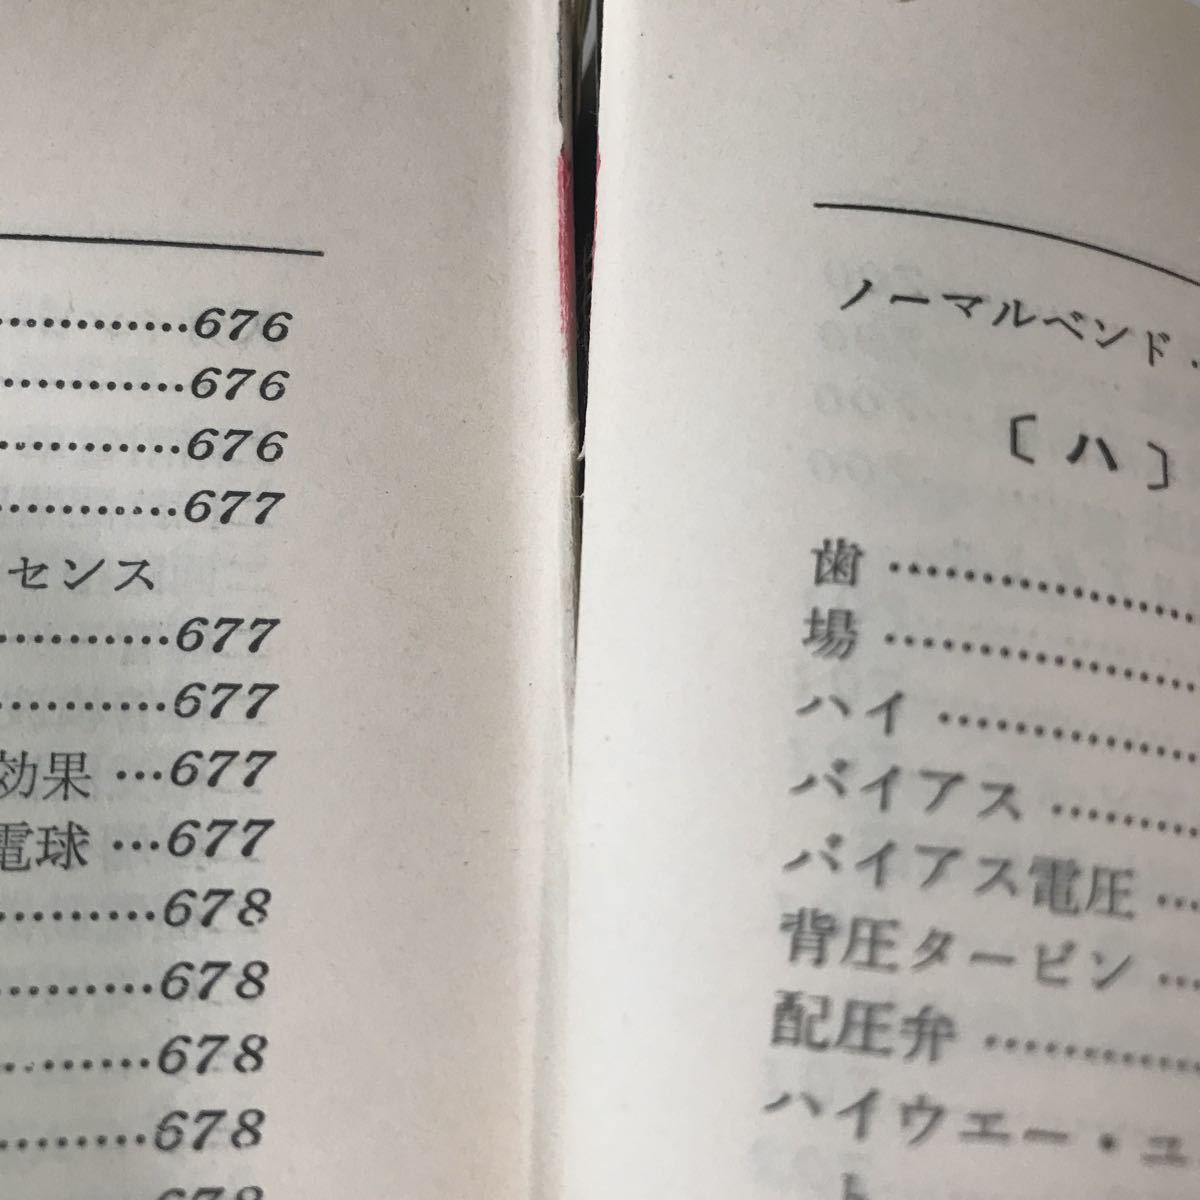 …………676
…………676
…………676
…………677
センス
…………677
…………677
効果 …677
電球 …677
………678
………678
………678
………678
678
ノーマルベンド
〔ハ〕
歯 …………
場 …………
ハイ …………
バイアス …………
バイアス電圧 …
背圧タービン …
配圧弁 …………
ハイウエー・ユ
ト